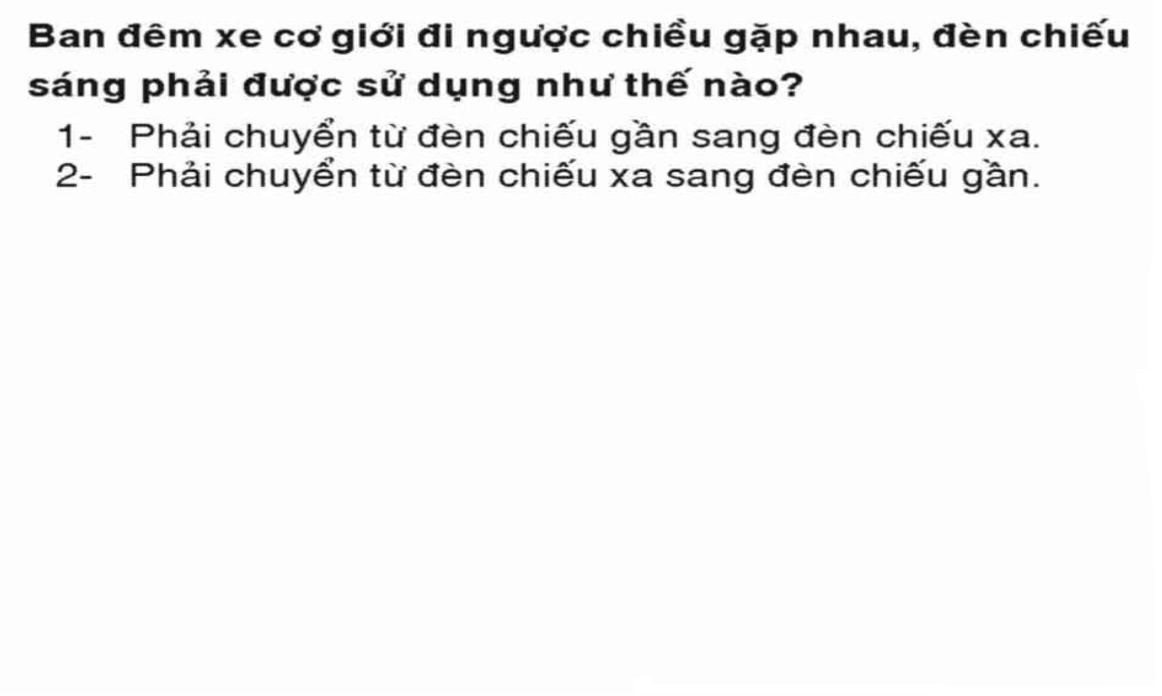 Ban đêm xe cơ giới đi ngược chiều gặp nhau, đèn chiếu
sáng phải được sử dụng như thế nào?
1- Phải chuyển từ đèn chiếu gần sang đèn chiếu xa.
2- Phải chuyển từ đèn chiếu xa sang đèn chiếu gần.